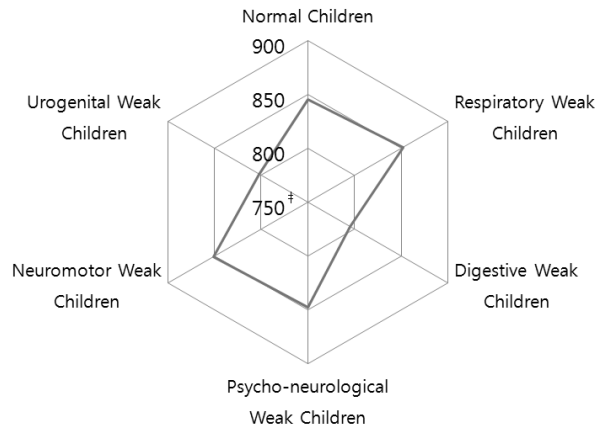 Normal Children
900
Urogenital Weak
Children
850
Respiratory Weak
Children
800
750 ‡
Neuromotor Weak
Children
Digestive Weak
Children
Psycho-neurological
Weak Children